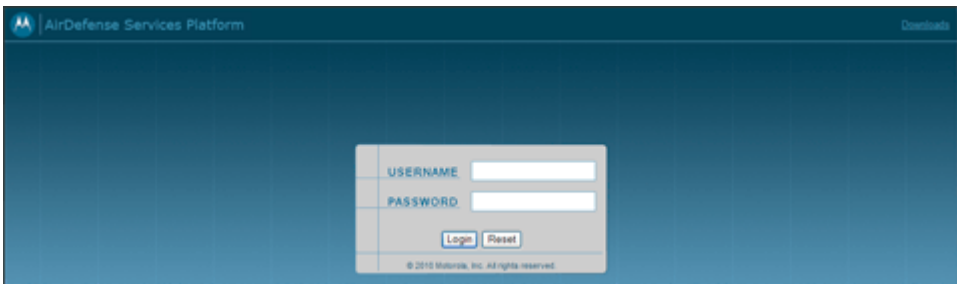 AirDefense Services Platform
Downloads
USERNAME
PASSWORD
Login Reset
© 2010 Motorola, Inc. All rights reserved.